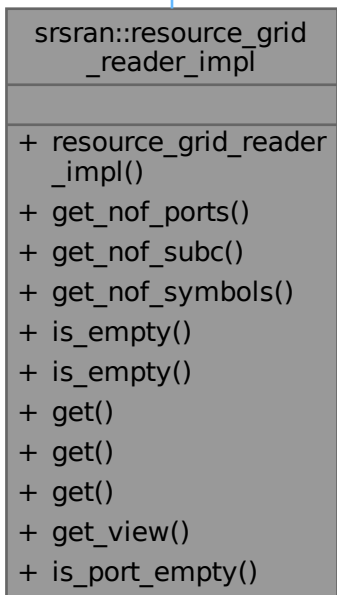 srsran::resource_grid
_reader_impl
+ resource_grid_reader
_impl()
+ get_nof_ports()
+ get_nof_subc()
+ get_nof_symbols()
+ is_empty()
+ is_empty()
+ get()
+ get()
+ get()
+ get_view()
+ is_port_empty()